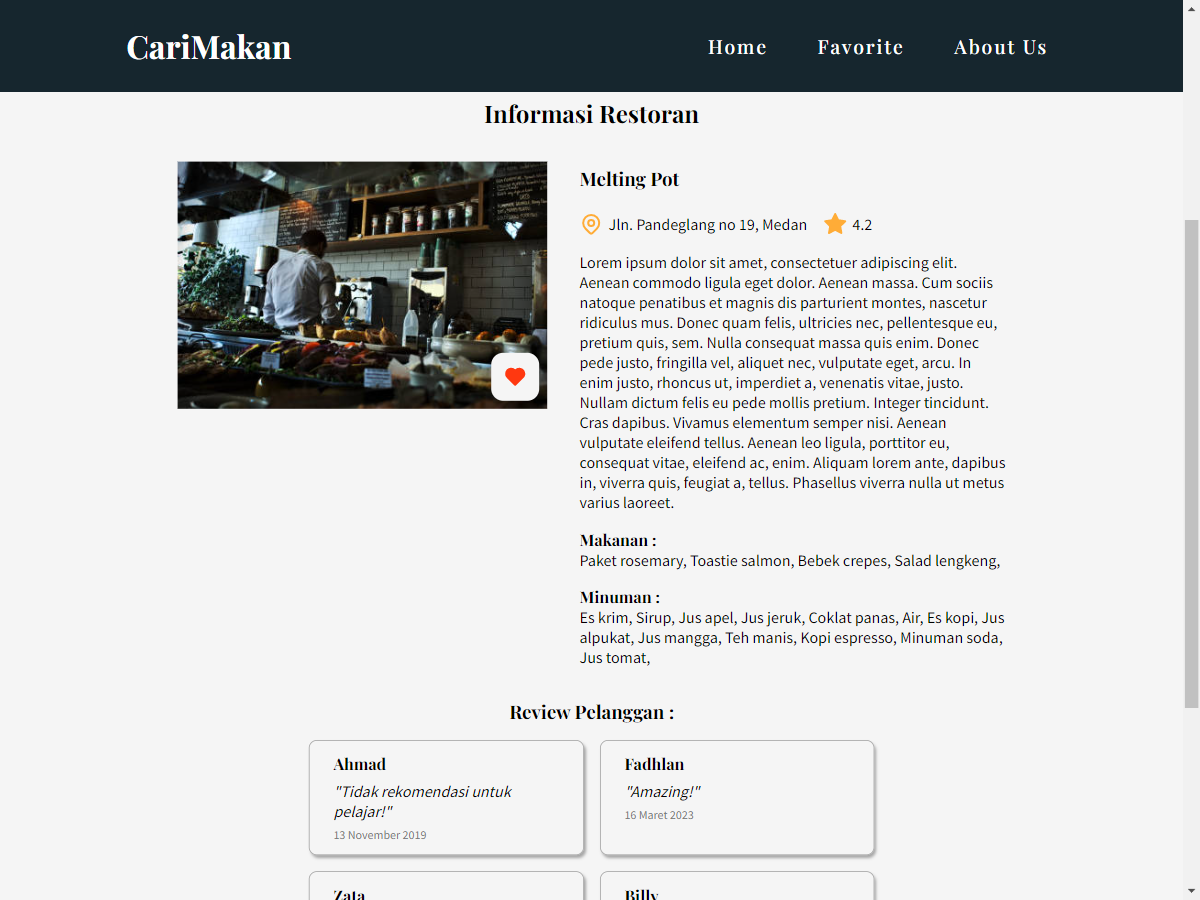 CariMakan
Home
Favorite
About Us
Informasi Restoran
Melting Pot
Jln. Pandeglang no 19, Medan
4.2
Lorem ipsum dolor sit amet, consectetuer adipiscing elit.
Aenean commodo ligula eget dolor. Aenean massa. Cum sociis
natoque penatibus et magnis dis parturient montes, nascetur
ridiculus mus. Donec quam felis, ultricies nec, pellentesque eu,
pretium quis, sem. Nulla consequat massa quis enim. Donec
pede justo, fringilla vel, aliquet nec, vulputate eget, arcu. In
enim justo, rhoncus ut, imperdiet a, venenatis vitae, justo.
Nullam dictum felis eu pede mollis pretium. Integer tincidunt.
Cras dapibus. Vivamus elementum semper nisi. Aenean
vulputate eleifend tellus. Aenean leo ligula, porttitor eu,
consequat vitae, eleifend ac, enim. Aliquam lorem ante, dapibus
in, viverra quis, feugiat a, tellus. Phasellus viverra nulla ut metus
varius laoreet.
Makanan :
Paket rosemary, Toastie salmon, Bebek crepes, Salad lengkeng,
Minuman :
Es krim, Sirup, Jus apel, Jus jeruk, Coklat panas, Air, Es kopi, Jus
alpukat, Jus mangga, Teh manis, Kopi espresso, Minuman soda,
Jus tomat,
Review Pelanggan :
Ahmad
"Tidak rekomendasi untuk
pelajar!"
13 November 2019
Fadhlan
"Amazing!"
16 Maret 2023
Zata
Billy